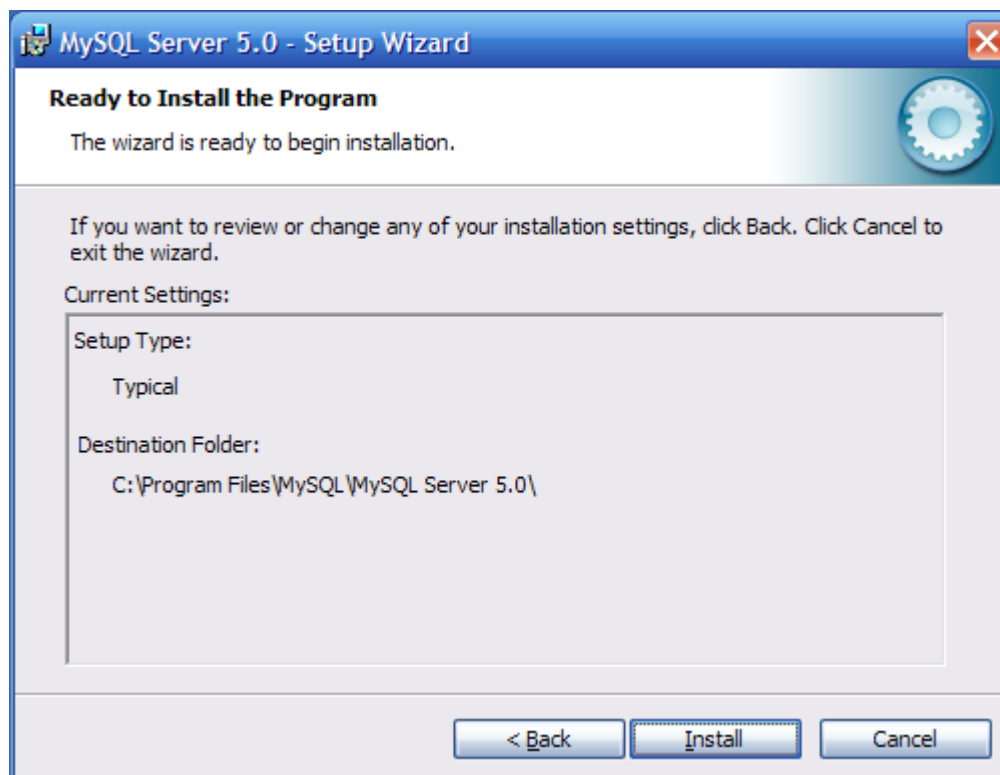 MySQL Server 5.0 - Setup Wizard
Ready to Install the Program
The wizard is ready to begin installation.
If you want to review or change any of your installation settings, click Back. Click Cancel to
exit the wizard.
Current Settings:
Setup Type:
Typical
Destination Folder:
C:\Program Files\MySQL\MySQL Server 5.0\
< Back
Install
Cancel